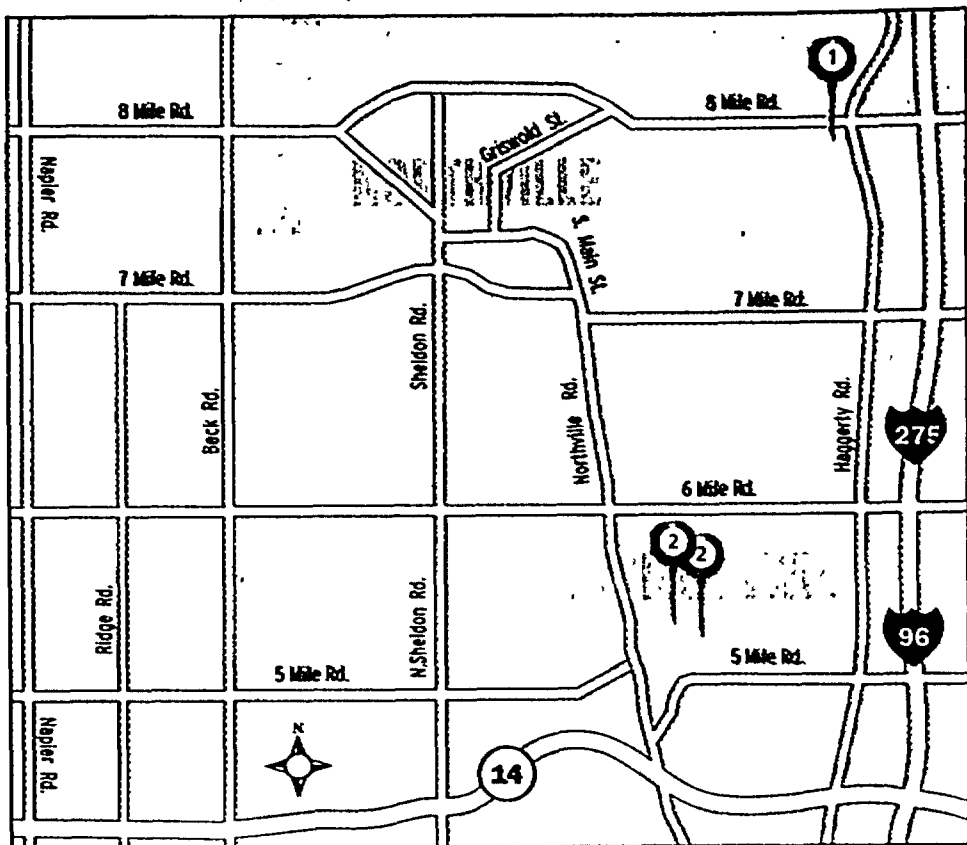 1
8 Mile Rd.
8 Mile Rd.
Griswold St.
Napler Rd.
S. Main St.
7 Mile Rd.
7 Mile Rd.
Sheldon Rd.
Beck Rd.
Northville Rd.
Haggerty Rd.
275
6 Mile Rd.
2
2
Ridge Rd.
N.Sheldon Rd.
96
5 Mile Rd.
5 Mile Rd.
Napler Rd.
N
14